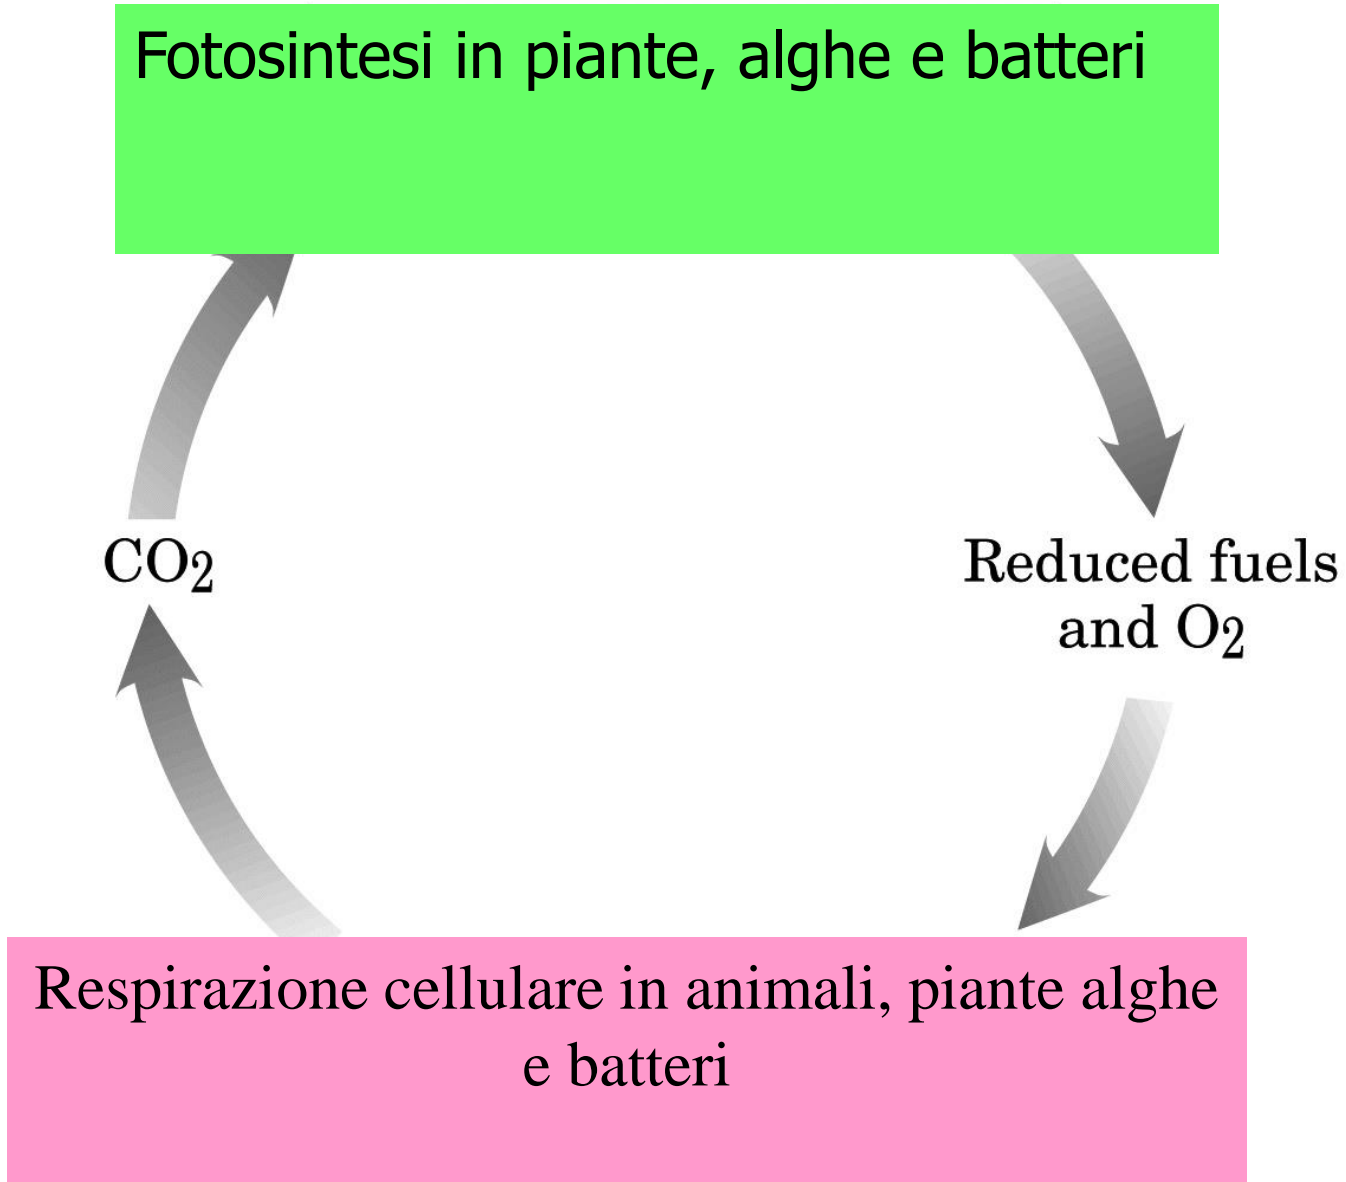 Fotosintesi in piante, alghe e batteri
CO₂
Reduced fuels
and O₂
Respirazione cellulare in animali, piante alghe
e batteri